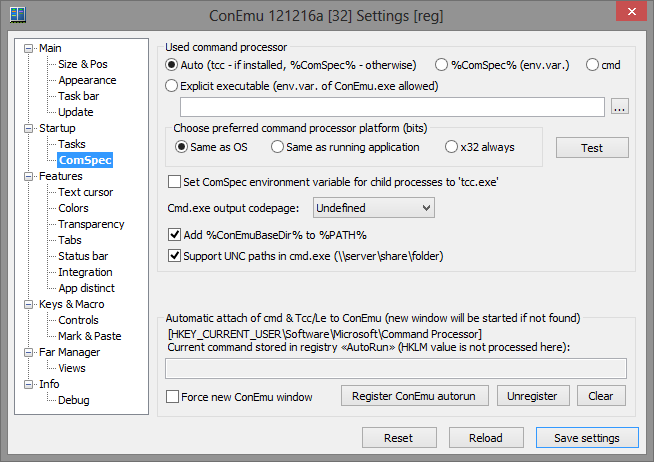 ConEmu 121216a [32] Settings [reg]
Main
Size & Pos
Appearance
Task bar
Update
Startup
Tasks
ComSpec
Features
Text cursor
Colors
Transparency
Tabs
Status bar
Integration
App distinct
Keys & Macro
Controls
Mark & Paste
Far Manager
Views
Info
Debug
Used command processor
Auto (tcc - if installed, %ComSpec% - otherwise) %ComSpec% (env.var.) cmd
Explicit executable (env.var. of ConEmu.exe allowed)
...
Choose preferred command processor platform (bits)
Same as OS Same as running application x32 always Test
Set ComSpec environment variable for child processes to 'tcc.exe'
Cmd.exe output codepage: Undefined
Add %ConEmuBaseDir% to %PATH%
Support UNC paths in cmd.exe (\\server\share\folder)
Automatic attach of cmd & Tcc/Le to ConEmu (new window will be started if not found)
[HKEY_CURRENT_USER\Software\Microsoft\Command Processor]
Current command stored in registry «AutoRun» (HKLM value is not processed here):
Force new ConEmu window Register ConEmu autorun Unregister Clear
Reset Reload Save settings